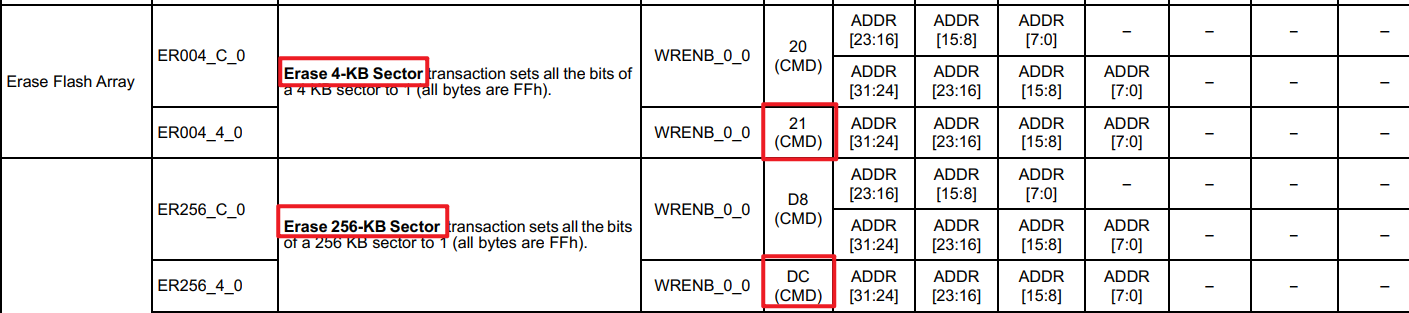 Erase Flash Array
ER004_C_0
Erase 4-KB Sector transaction sets all the bits of
a 4 KB sector to 1 (all bytes are FFh).
WRENB_0_0
20
(CMD)
ADDR
[23:16]
ADDR
[15:8]
ADDR
[7:0]
–
–
–
–
ADDR
[31:24]
ADDR
[23:16]
ADDR
[15:8]
ADDR
[7:0]
–
–
–
ER004_4_0
WRENB_0_0
21
(CMD)
ADDR
[31:24]
ADDR
[23:16]
ADDR
[15:8]
ADDR
[7:0]
–
–
–
ER256_C_0
Erase 256-KB Sector transaction sets all the bits
of a 256 KB sector to 1 (all bytes are FFh).
WRENB_0_0
D8
(CMD)
ADDR
[23:16]
ADDR
[15:8]
ADDR
[7:0]
–
–
–
–
ADDR
[31:24]
ADDR
[23:16]
ADDR
[15:8]
ADDR
[7:0]
–
–
–
ER256_4_0
WRENB_0_0
DC
(CMD)
ADDR
[31:24]
ADDR
[23:16]
ADDR
[15:8]
ADDR
[7:0]
–
–
–